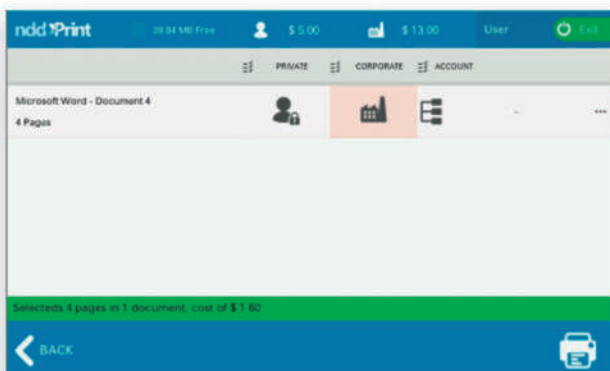 ndd Print 39.84 MB Free $ 5.00 $ 13.00 User Exit
PRIVATE CORPORATE ACCOUNT
Microsoft Word - Document 4
4 Pages
- ...
Selecteds 4 pages in 1 document, cost of $ 1.60
BACK